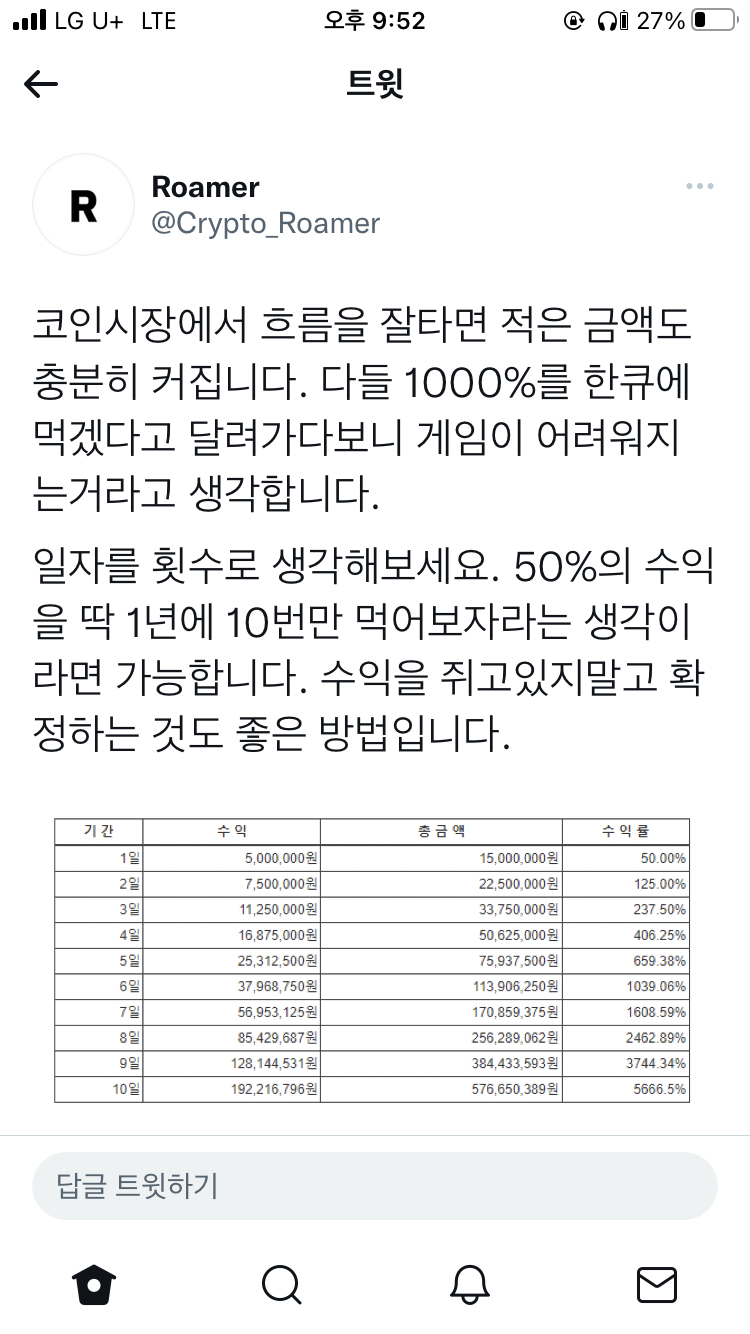 LG U+ LTE 오후 9:52 27%
트윗
R
Roamer
@Crypto_Roamer
코인시장에서 흐름을 잘타면 적은 금액도
충분히 커집니다. 다들 1000%를 한큐에
먹겠다고 달려가다보니 게임이 어려워지
는거라고 생각합니다.
일자를 횟수로 생각해보세요. 50%의 수익
을 딱 1년에 10번만 먹어보자라는 생각이
라면 가능합니다. 수익을 쥐고있지말고 확
정하는 것도 좋은 방법입니다.
기 간 수 익 총 금 액 수 익 률
1일 5,000,000원 15,000,000원 50.00%
2일 7,500,000원 22,500,000원 125.00%
3일 11,250,000원 33,750,000원 237.50%
4일 16,875,000원 50,625,000원 406.25%
5일 25,312,500원 75,937,500원 659.38%
6일 37,968,750원 113,906,250원 1039.06%
7일 56,953,125원 170,859,375원 1608.59%
8일 85,429,687원 256,289,062원 2462.89%
9일 128,144,531원 384,433,593원 3744.34%
10일 192,216,796원 576,650,389원 5666.5%
답글 트윗하기